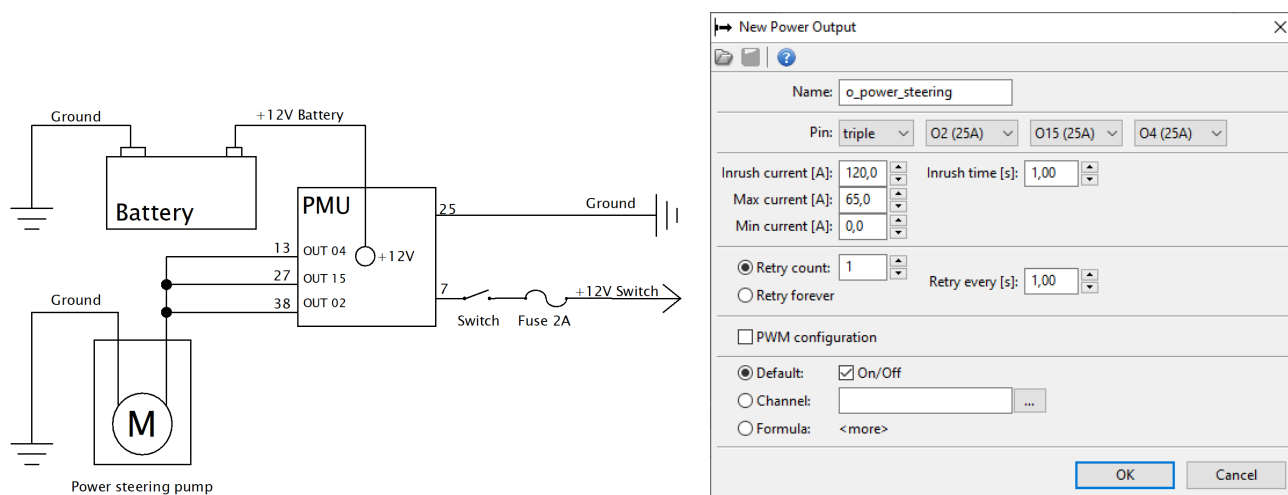 Ground
+12V Battery
Battery
PMU
25
Ground
13 OUT 04
+12V
27 OUT 15
38 OUT 02
7
+12V Switch
Switch
Fuse 2A
Ground
M
Power steering pump
New Power Output
?
Name: o_power_steering
Pin: triple O2 (25A) O15 (25A) O4 (25A)
Inrush current [A]: 120,0 Inrush time [s]: 1,00
Max current [A]: 65,0
Min current [A]: 0,0
Retry count: 1 Retry every [s]: 1,00
Retry forever
PWM configuration
Default: On/Off
Channel: ...
Formula: <more>
OK Cancel